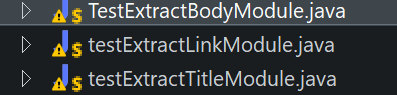 TestExtractBodyModule.java
testExtractLinkModule.java
testExtractTitleModule.java